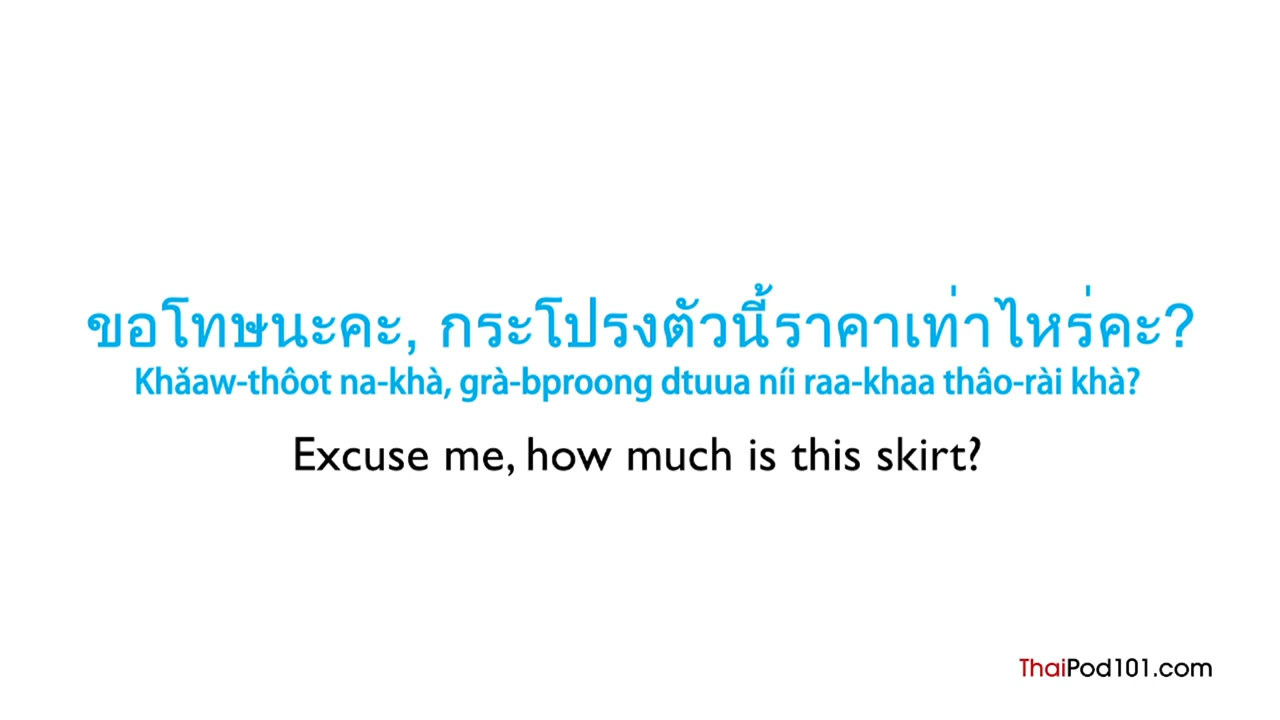 ขอโทษนะคะ, กระโปรงตัวนี้ราคาเท่าไหร่คะ?
Khǎaw-thôot na-khà, grà-bproong dtuua níi raa-khaa thâo-rài khà?
Excuse me, how much is this skirt?
ThaiPod101.com